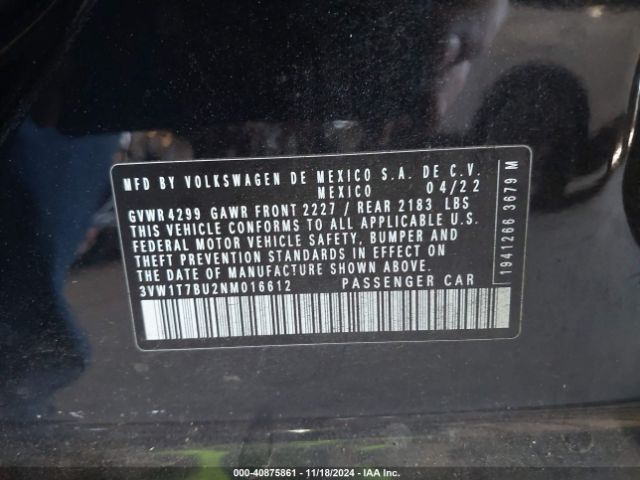 MFD BY VOLKSWAGEN DE MEXICO S.A. DE C.V.
MEXICO 04/22
GVWR 4299 GAWR FRONT 2227 / REAR 2183 LBS
THIS VEHICLE CONFORMS TO ALL APPLICABLE U.S.
FEDERAL MOTOR VEHICLE SAFETY, BUMPER AND
THEFT PREVENTION STANDARDS IN EFFECT ON
THE DATE OF MANUFACTURE SHOWN ABOVE.
3VW1T7BU2NM016612 PASSENGER CAR
1941266 3679 M
000-40875861 - 11/18/2024 - IAA Inc.